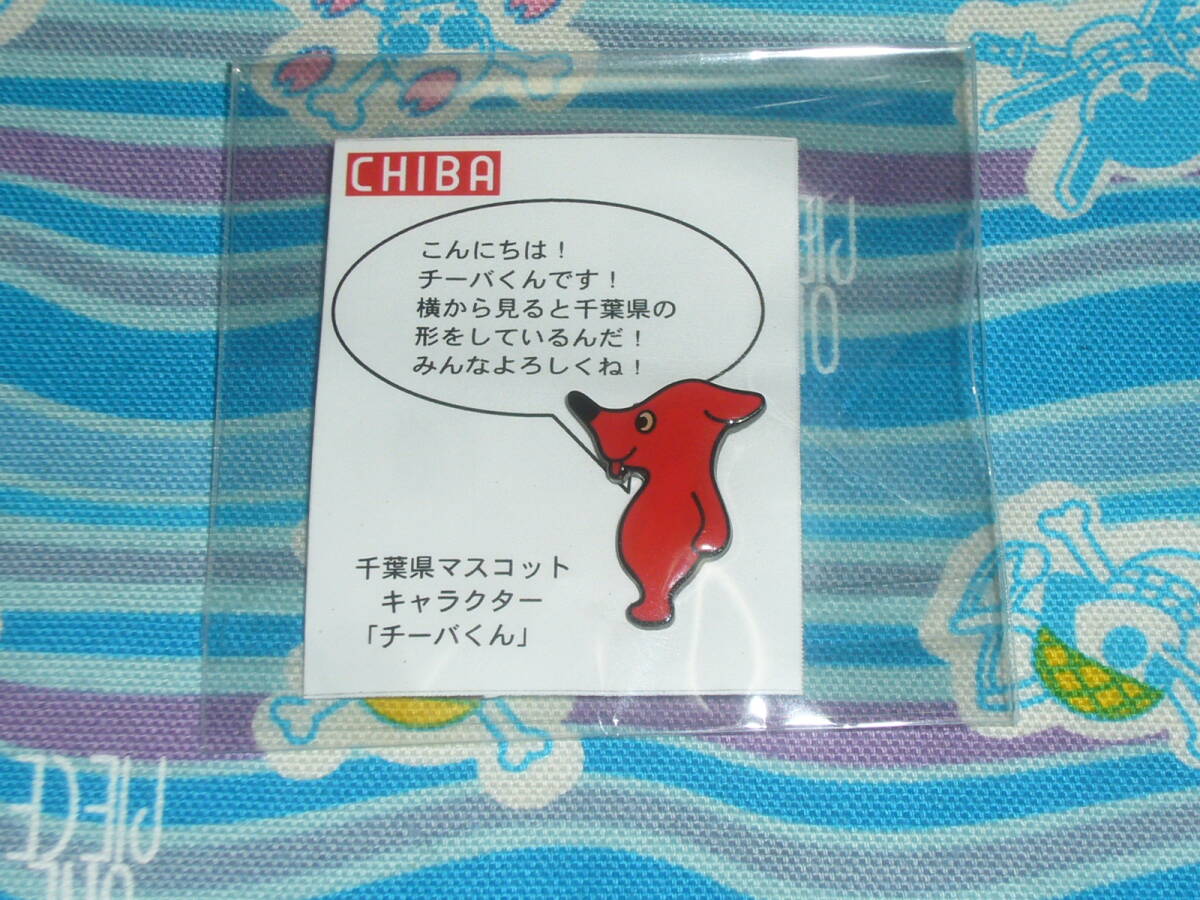 CHIBA
こんにちは！
チーバくんです！
横から見ると千葉県の
形をしているんだ！
みんなよろしくね！
千葉県マスコット
キャラクター
「チーバくん」
PIECE